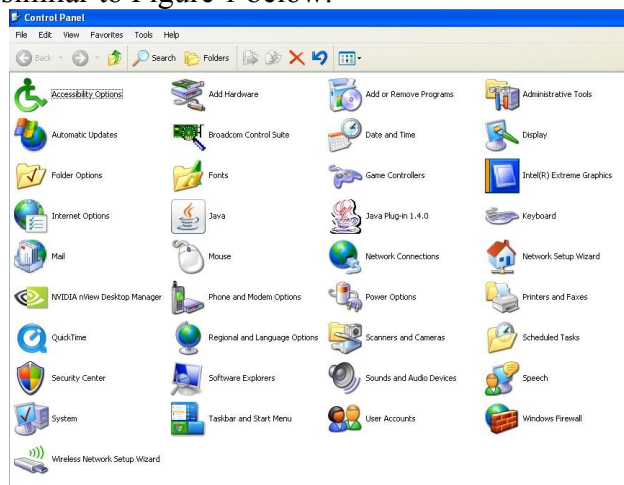 similar to Figure 1 below.
Control Panel
File Edit View Favorites Tools Help
Back Search Folders
Accessibility Options Add Hardware Add or Remove Programs Administrative Tools
Automatic Updates Broadcom Control Suite Date and Time Display
Folder Options Fonts Game Controllers Intel(R) Extreme Graphics
Internet Options Java Java Plug-in 1.4.0 Keyboard
Mail Mouse Network Connections Network Setup Wizard
NVIDIA nView Desktop Manager Phone and Modem Options Power Options Printers and Faxes
QuickTime Regional and Language Options Scanners and Cameras Scheduled Tasks
Security Center Software Explorers Sounds and Audio Devices Speech
System Taskbar and Start Menu User Accounts Windows Firewall
Wireless Network Setup Wizard